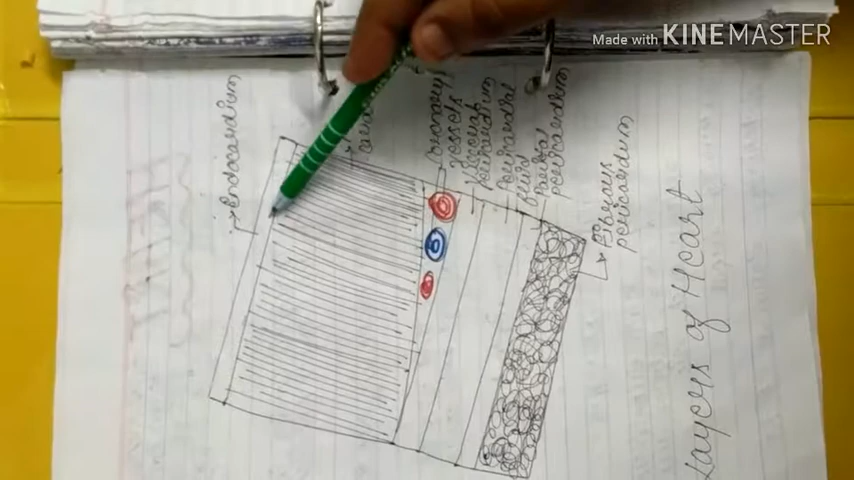 Made with KINEMASTER
Endocardium
Coronary
vessels
Visceral
pericardium
Pericardial
fluid
Parietal
pericardium
Fibrous
pericardium
Layers of Heart